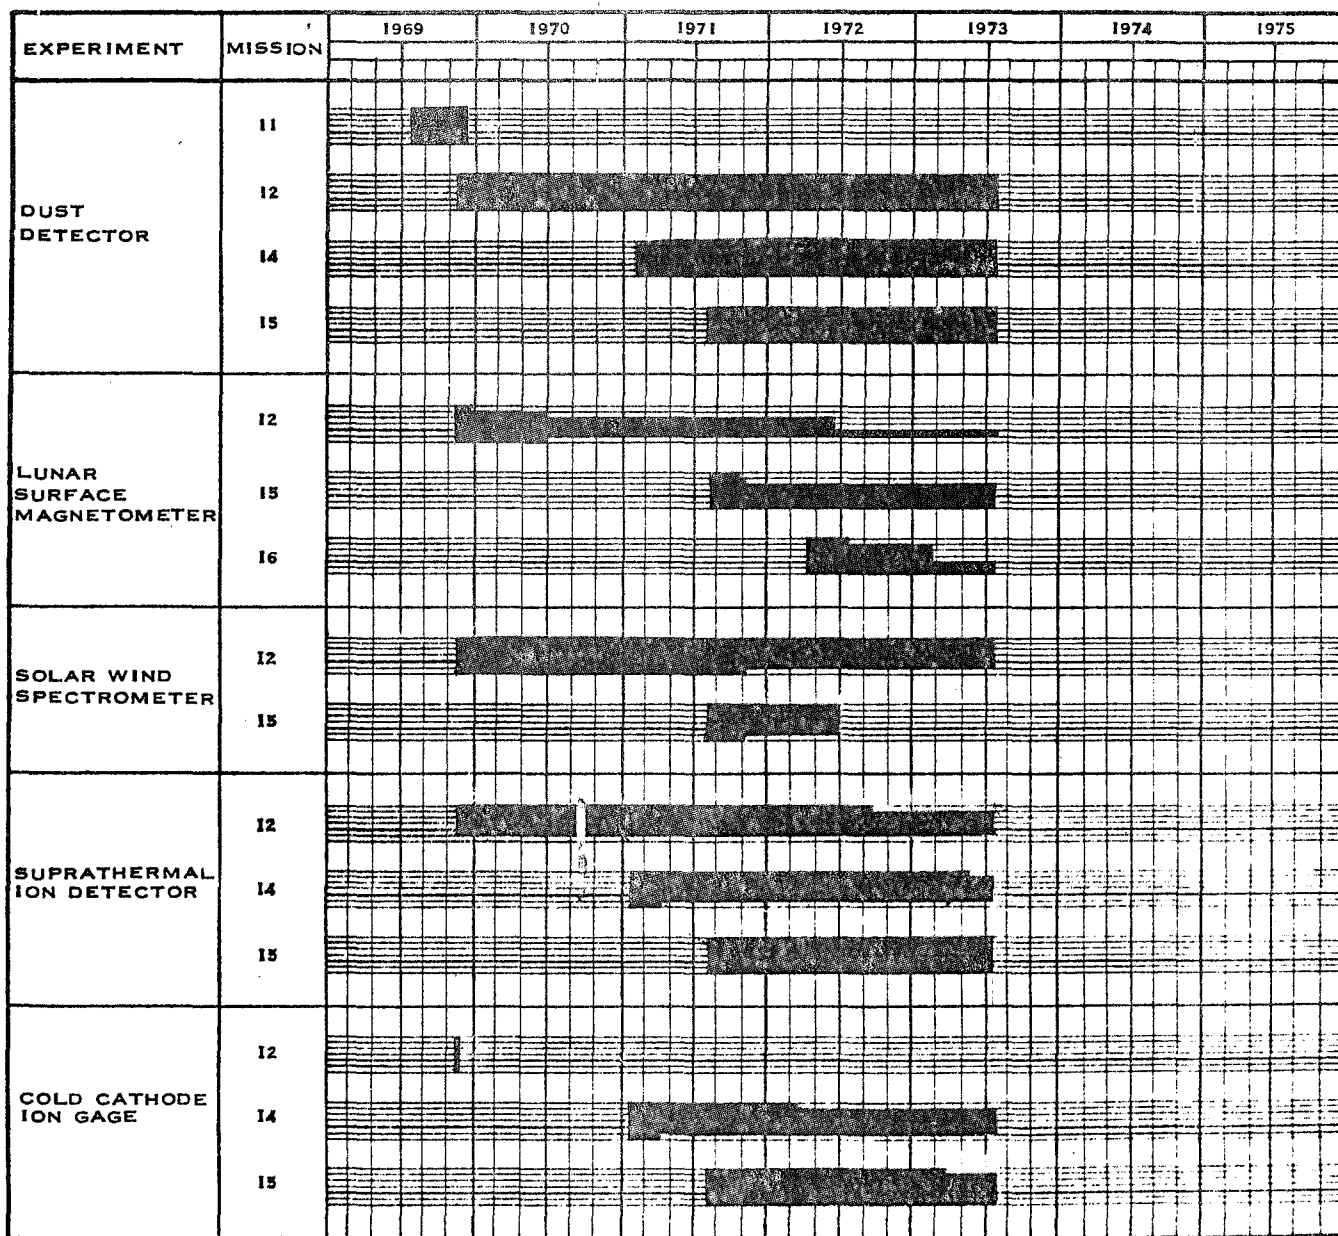 1969 1970 1971 1972 1973 1974 1975
EXPERIMENT MISSION
11
12
DUST
DETECTOR
14
15
12
LUNAR
SURFACE
MAGNETOMETER
15
16
12
SOLAR WIND
SPECTROMETER
15
12
SUPRATHERMAL
ION DETECTOR
14
15
12
COLD CATHODE
ION GAGE
14
15